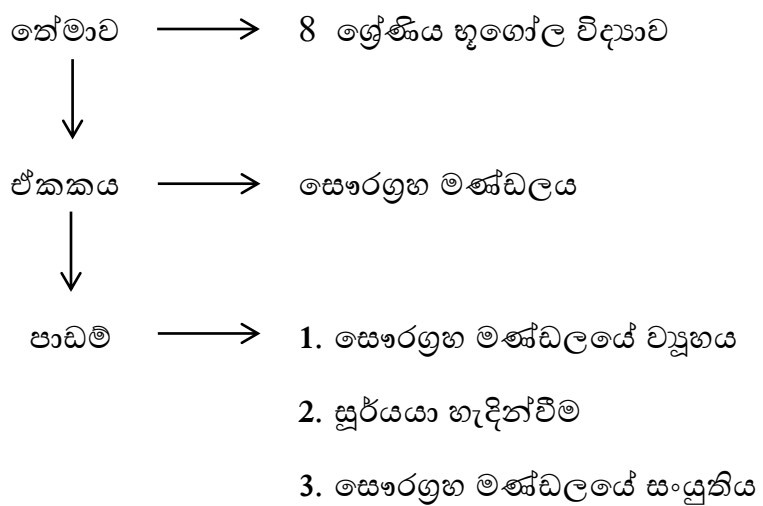 තේමාව 8 ශ්‍රේණිය භූගෝල විද්‍යාව
ඒකකය සෞරග්‍රහ මණ්ඩලය
පාඩම් 1. සෞරග්‍රහ මණ්ඩලයේ ව්‍යූහය
2. සූර්යයා හැදින්වීම
3. සෞරග්‍රහ මණ්ඩලයේ සංයුතිය